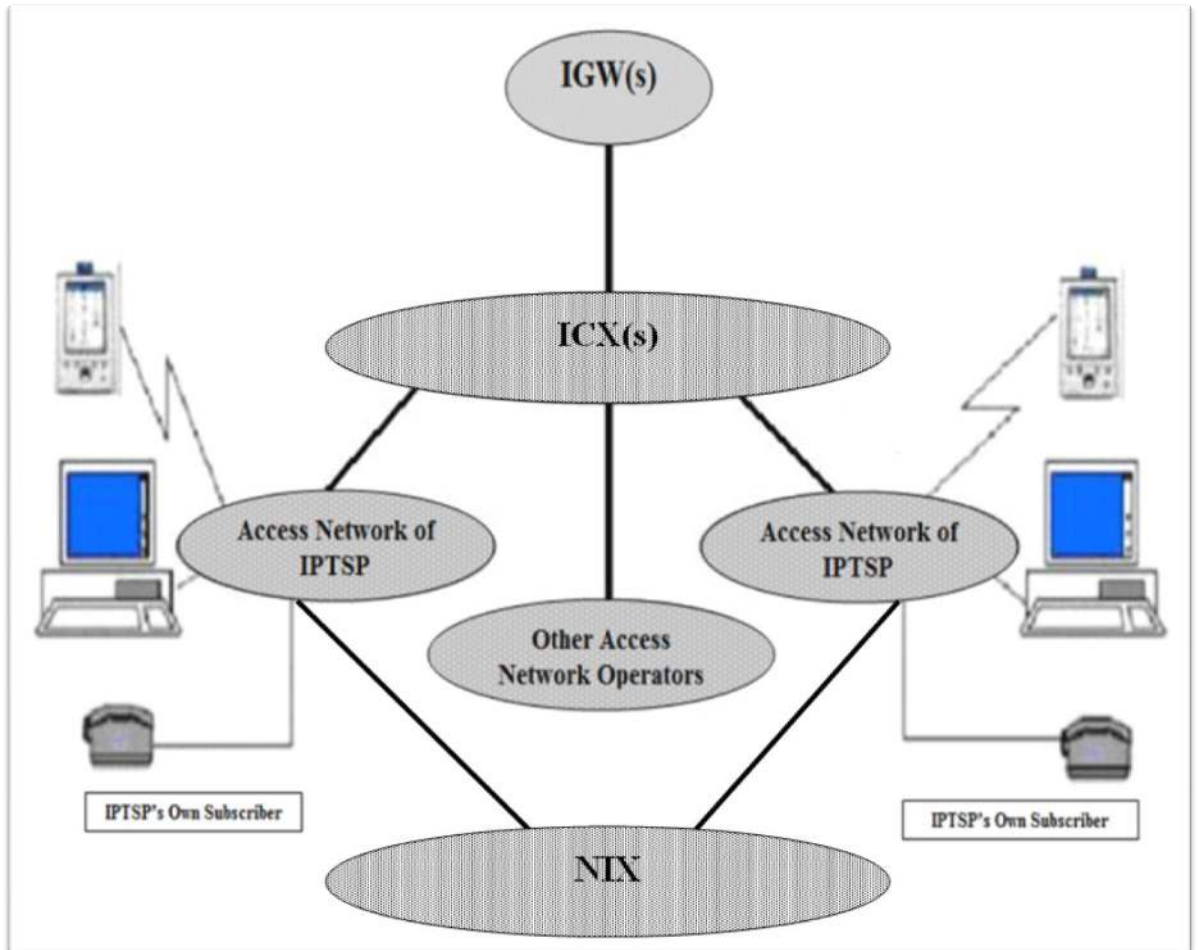 IGW(s)
ICX(s)
Access Network of
IPTSP
Access Network of
IPTSP
Other Access
Network Operators
IPTSP's Own Subscriber
IPTSP's Own Subscriber
NIX